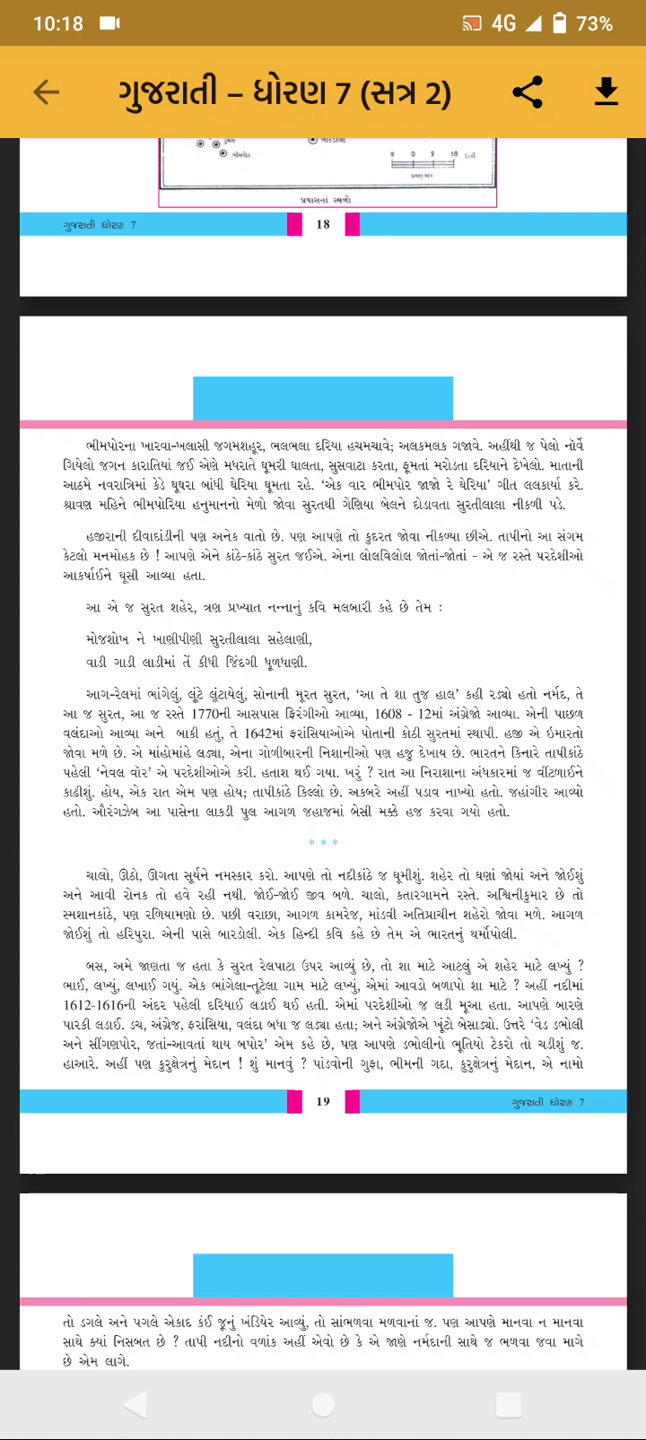 10:18
4G
73%
ગુજરાતી – ધોરણ 7 (સત્ર 2)
ભીમપોર
9 0 9 18
પ્રવાસનાં સ્થળો
ગુજરાતી ધોરણ 7
18
ભીમપોરના ખારવા-ખલાસી જગમશહૂર, ભલભલા દરિયા હચમચાવે; અલકમલક ગજાવે. અહીંથી જ પેલો નૉર્વે
ગિયેલો જગન કારાતિયાં જઈ એણે મધરાતે ઘૂમરી ઘાલતા, સુસવાટા કરતા, ફૂમતાં મરોડતા દરિયાને દેખેલો. માતાની
આઠમે નવરાત્રિમાં કેડે ઘૂઘરા બાંધી ઘેરિયા ઘૂમતા રહે. ‘એક વાર ભીમપોર જાજો રે ઘેરિયા’ ગીત લલકાર્યા કરે.
શ્રાવણ મહિને ભીમપોરિયા હનુમાનનો મેળો જોવા સુરતથી ગેણિયા બેલને દોડાવતા સુરતીલાલા નીકળી પડે.
હજીરાની દીવાદાંડીની પણ અનેક વાતો છે. પણ આપણે તો કુદરત જોવા નીકળ્યા છીએ. તાપીનો આ સંગમ
કેટલો મનમોહક છે ! આપણે એને કાંઠે-કાંઠે સુરત જઈએ. એના લોલવિલોલ જોતાં-જોતાં - એ જ રસ્તે પરદેશીઓ
આકર્ષાઈને ઘૂસી આવ્યા હતા.
આ એ જ સુરત શહેર, ત્રણ પ્રખ્યાત નન્નાનું કવિ મલબારી કહે છે તેમ :
મોજશોખ ને ખાણીપીણી સુરતીલાલા સહેલાણી,
વાડી ગાડી લાડીમાં તેં કીધી જિંદગી ધૂળધાણી.
આગ-રેલમાં ભાંગેલું, લૂંટે લૂંટાયેલું, સોનાની મૂરત સુરત, ‘આ તે શા તુજ હાલ’ કહી રડ્યો હતો નર્મદ, તે
આ જ સુરત, આ જ રસ્તે 1770ની આસપાસ ફિરંગીઓ આવ્યા, 1608 - 12માં અંગ્રેજો આવ્યા. એની પાછળ
વલંદાઓ આવ્યા અને બાકી હતું, તે 1642માં ફરાંસિયાઓએ પોતાની કોઠી સુરતમાં સ્થાપી. હજી એ ઇમારતો
જોવા મળે છે. એ માંહોમાંહે લડ્યા, એના ગોળીબારની નિશાનીઓ પણ હજુ દેખાય છે. ભારતને કિનારે તાપીકાંઠે
પહેલી ‘નેવલ વૉર’ એ પરદેશીઓએ કરી. હતાશ થઈ ગયા. ખરું ? રાત આ નિરાશાના અંધકારમાં જ વીંટળાઈને
કાઢીશું. હોય, એક રાત એમ પણ હોય; તાપીકાંઠે કિલ્લો છે. અકબરે અહીં પડાવ નાખ્યો હતો. જહાંગીર આવ્યો
હતો. ઔરંગઝેબ આ પાસેના લાકડી પુલ આગળ જહાજમાં બેસી મક્કે હજ કરવા ગયો હતો.
* * *
ચાલો, ઊઠો, ઊગતા સૂર્યને નમસ્કાર કરો. આપણે તો નદીકાંઠે જ ઘૂમીશું. શહેર તો ઘણાં જોયાં અને જોઈશું
અને આવી રોનક તો હવે રહી નથી. જોઈ-જોઈ જીવ બળે. ચાલો, કતારગામને રસ્તે. અશ્વિનીકુમાર છે તો
સ્મશાનકાંઠે, પણ રળિયામણો છે. પછી વરાછા, આગળ કામરેજ, માંડવી અતિપ્રાચીન શહેરો જોવા મળે. આગળ
જોઈશું તો હરિપુરા. એની પાસે બારડોલી. એક હિન્દી કવિ કહે છે તેમ એ ભારતનું થર્મોપોલી.
બસ, અમે જાણતા જ હતા કે સુરત રેલપાટા ઉપર આવ્યું છે, તો શા માટે આટલું એ શહેર માટે લખ્યું ?
ભાઈ, લખ્યું, લખાઈ ગયું. એક ભાંગેલા-તૂટેલા ગામ માટે લખ્યું, એમાં આવડો બળાપો શા માટે ? અહીં નદીમાં
1612-1616ની અંદર પહેલી દરિયાઈ લડાઈ થઈ હતી. એમાં પરદેશીઓ જ લડી મૂઆ હતા. આપણે બારણે
પારકી લડાઈ. ડચ, અંગ્રેજ, ફરાંસિયા, વલંદા બધા જ લડ્યા હતા; અને અંગ્રેજોએ ખૂંટો બેસાડ્યો. ઉત્તરે ‘વેડ ડભોલી
અને સીંગણપોર, જતાં-આવતાં થાય બપોર’ એમ કહે છે, પણ આપણે ડભોલીનો ભૂતિયો ટેકરો તો ચડીશું જ.
હાઆરે. અહીં પણ કુરુક્ષેત્રનું મેદાન ! શું માનવું ? પાંડવોની ગુફા, ભીમની ગદા, કુરુક્ષેત્રનું મેદાન, એ નામો
19
ગુજરાતી ધોરણ 7
તો ડગલે અને પગલે એકાદ કંઈ જૂનું ખંડિયેર આવ્યું, તો સાંભળવા મળવાનાં જ. પણ આપણે માનવા ન માનવા
સાથે ક્યાં નિસબત છે ? તાપી નદીનો વળાંક અહીં એવો છે કે એ જાણે નર્મદાની સાથે જ ભળવા જવા માગે
છે એમ લાગે.